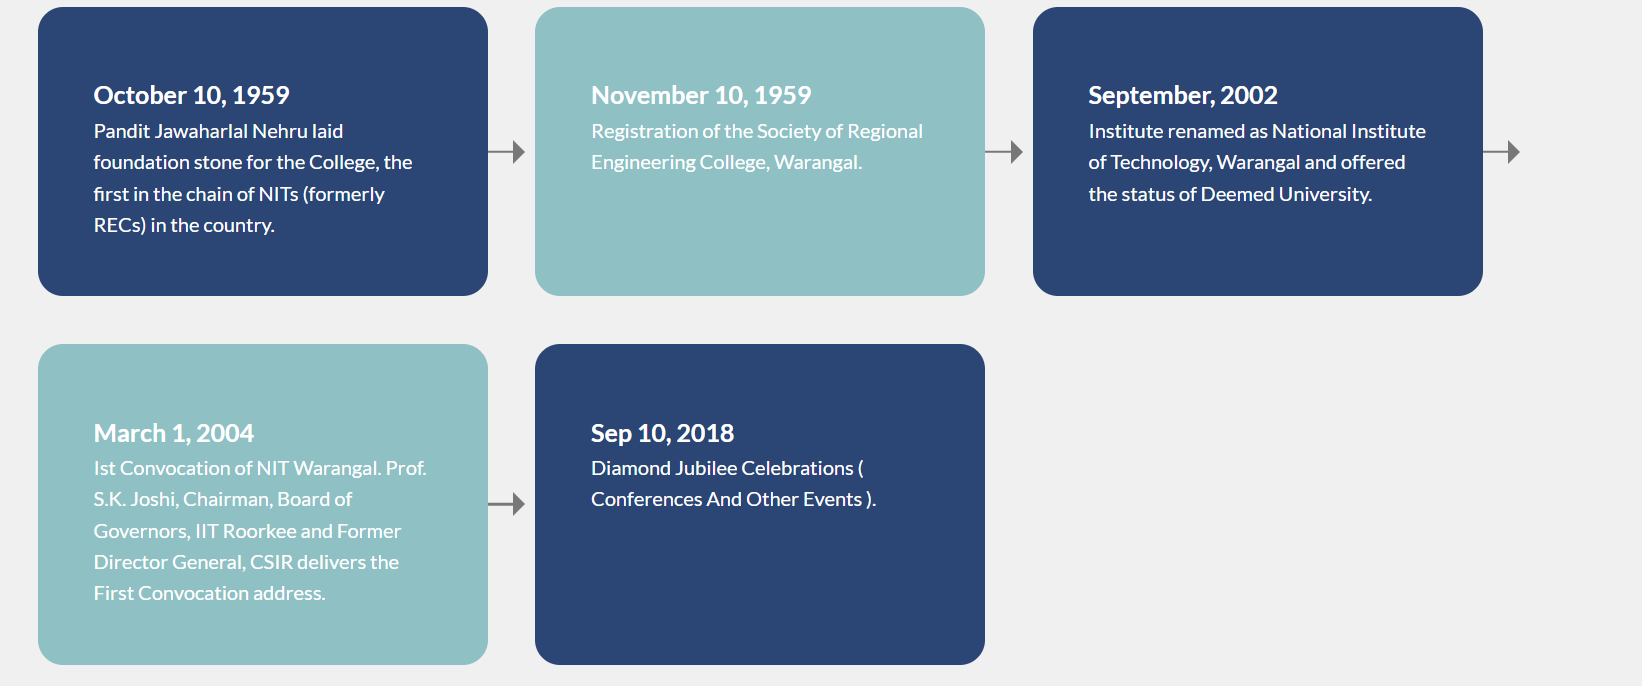 October 10, 1959
Pandit Jawaharlal Nehru laid
foundation stone for the College, the
first in the chain of NITs (formerly
RECs) in the country.
November 10, 1959
Registration of the Society of Regional
Engineering College, Warangal.
September, 2002
Institute renamed as National Institute
of Technology, Warangal and offered
the status of Deemed University.
March 1, 2004
Ist Convocation of NIT Warangal. Prof.
S.K. Joshi, Chairman, Board of
Governors, IIT Roorkee and Former
Director General, CSIR delivers the
First Convocation address.
Sep 10, 2018
Diamond Jubilee Celebrations (
Conferences And Other Events ).